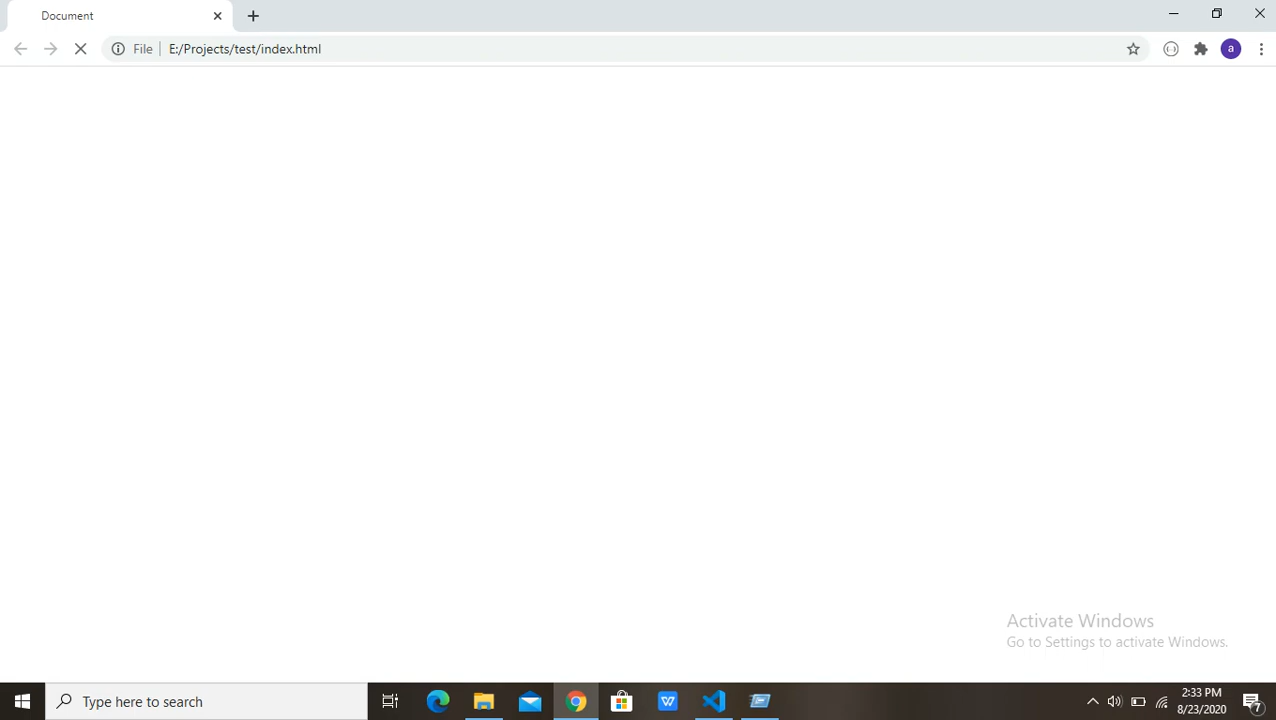 Document
File E:/Projects/test/index.html
a
Activate Windows
Go to Settings to activate Windows.
Type here to search
W
2:33 PM
8/23/2020
7